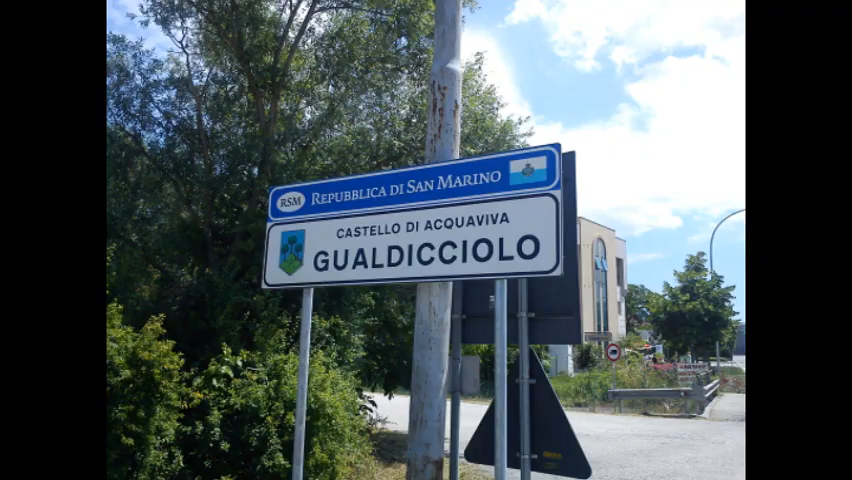 RSM REPUBBLICA DI SAN MARINO
CASTELLO DI ACQUAVIVA
GUALDICCIOLO